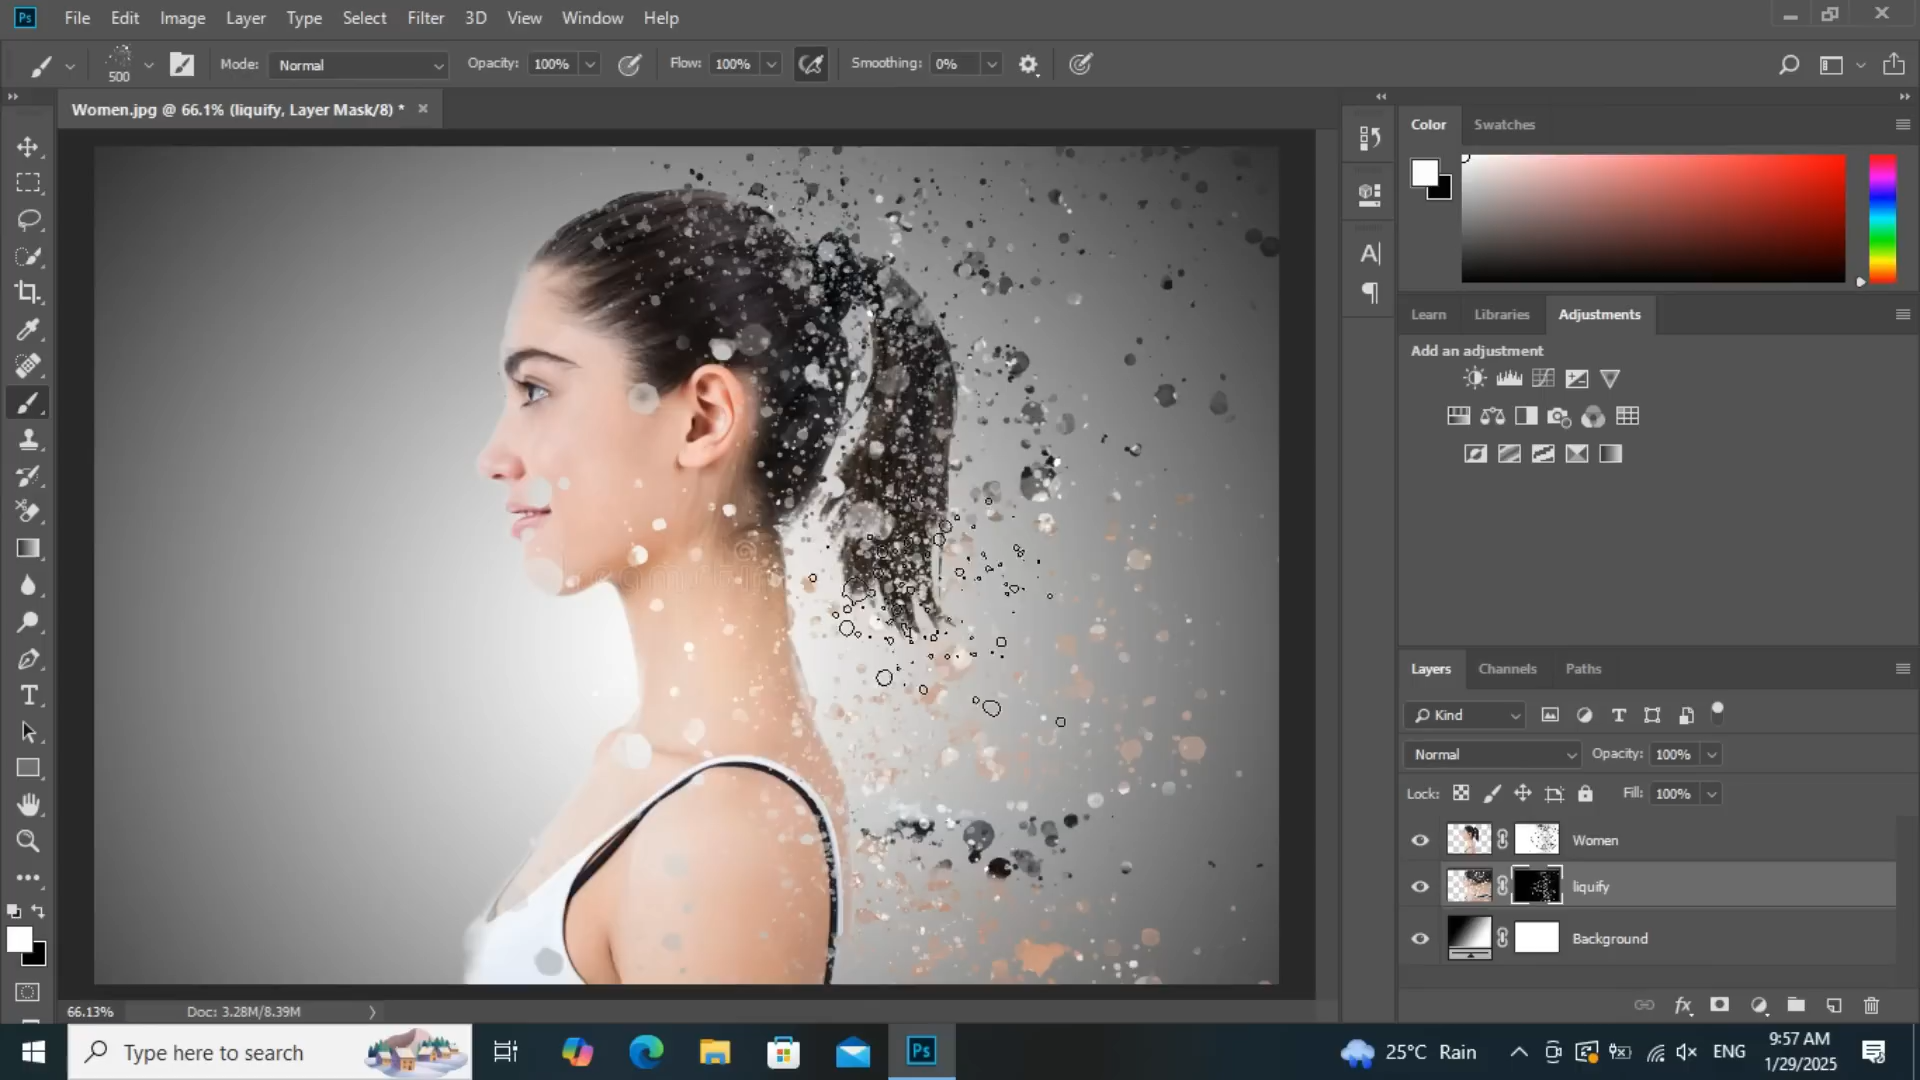 Ps File Edit Image Layer Type Select Filter 3D View Window Help
500 Mode: Normal Opacity: 100% Flow: 100% Smoothing: 0%
Women.jpg @ 66.1% (liquify, Layer Mask/8) *
Color Swatches
Learn Libraries Adjustments
Add an adjustment
Layers Channels Paths
Kind
Normal Opacity: 100%
Lock: Fill: 100%
Women
liquify
Background
66.13% Doc: 3.28M/8.39M
Type here to search
Ps
25°C Rain
ENG
9:57 AM
1/29/2025